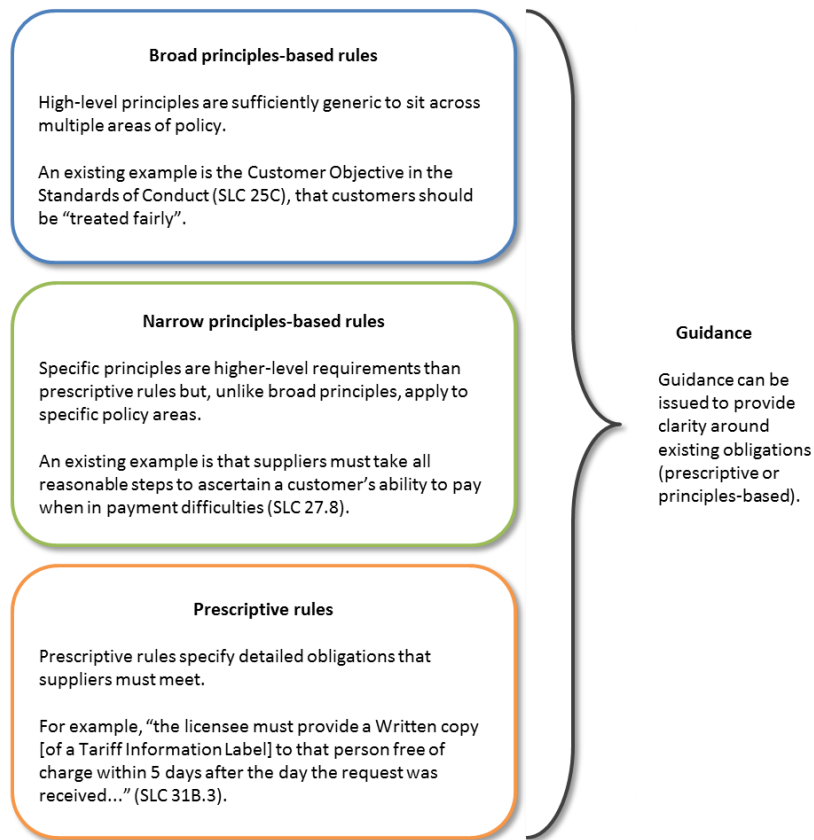 Broad principles-based rules
High-level principles are sufficiently generic to sit across
multiple areas of policy.
An existing example is the Customer Objective in the
Standards of Conduct (SLC 25C), that customers should
be “treated fairly”.
Narrow principles-based rules
Specific principles are higher-level requirements than
prescriptive rules but, unlike broad principles, apply to
specific policy areas.
An existing example is that suppliers must take all
reasonable steps to ascertain a customer’s ability to pay
when in payment difficulties (SLC 27.8).
Prescriptive rules
Prescriptive rules specify detailed obligations that
suppliers must meet.
For example, “the licensee must provide a Written copy
[of a Tariff Information Label] to that person free of
charge within 5 days after the day the request was
received...” (SLC 31B.3).
Guidance
Guidance can be
issued to provide
clarity around
existing obligations
(prescriptive or
principles-based).